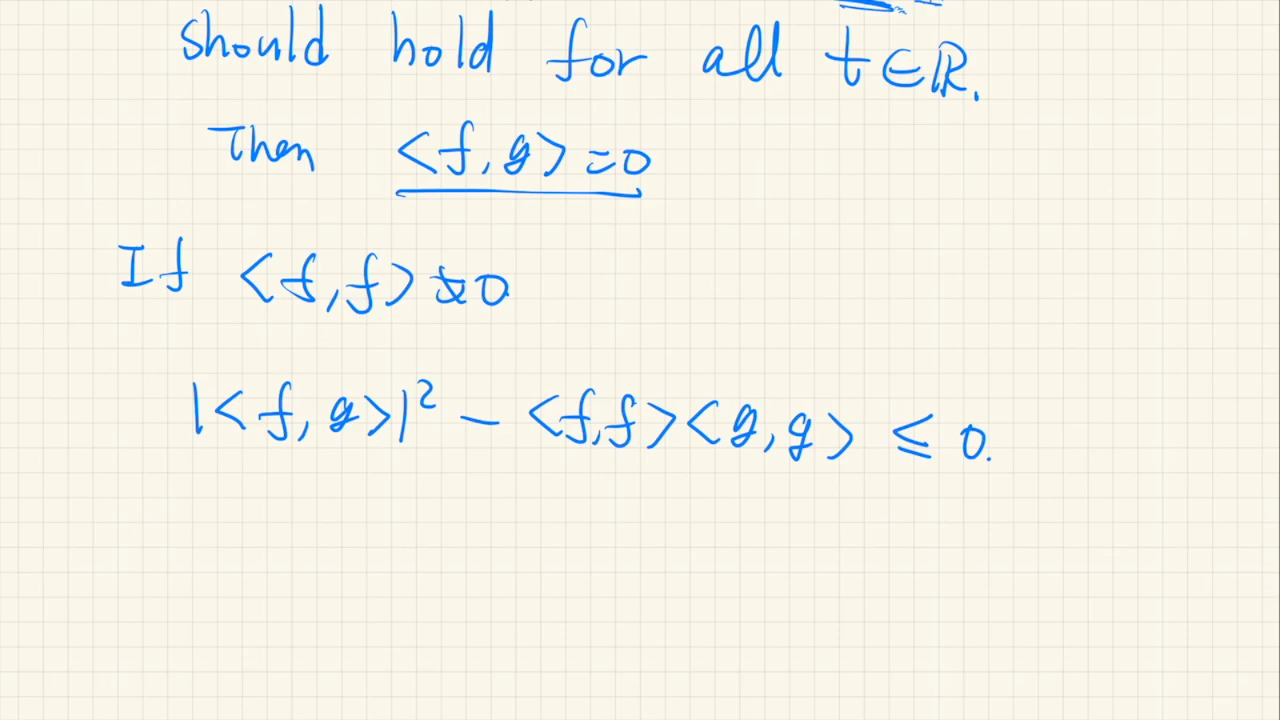 should hold for all t∈ℝ.
Then <f,g>=0
If <f,f>≠0
|<f,g>|² - <f,f><g,g> ≤ 0.